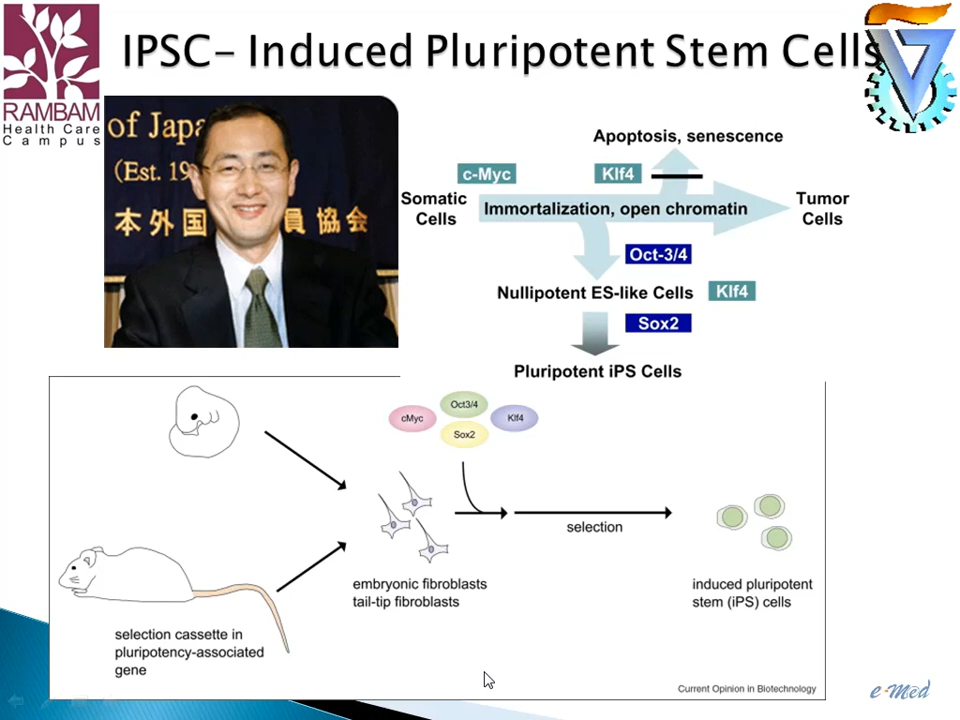 IPSC- Induced Pluripotent Stem Cells
RAMBAM
Health Care
Campus
of Japa
(Est. 19
本外国 員協会
Apoptosis, senescence
c-Myc
Klf4
Somatic
Cells
Immortalization, open chromatin
Tumor
Cells
Oct-3/4
Nullipotent ES-like Cells
Klf4
Sox2
Pluripotent iPS Cells
cMyc
Oct3/4
Klf4
Sox2
selection
embryonic fibroblasts
tail-tip fibroblasts
induced pluripotent
stem (iPS) cells
selection cassette in
pluripotency-associated
gene
Current Opinion in Biotechnology
e-Med